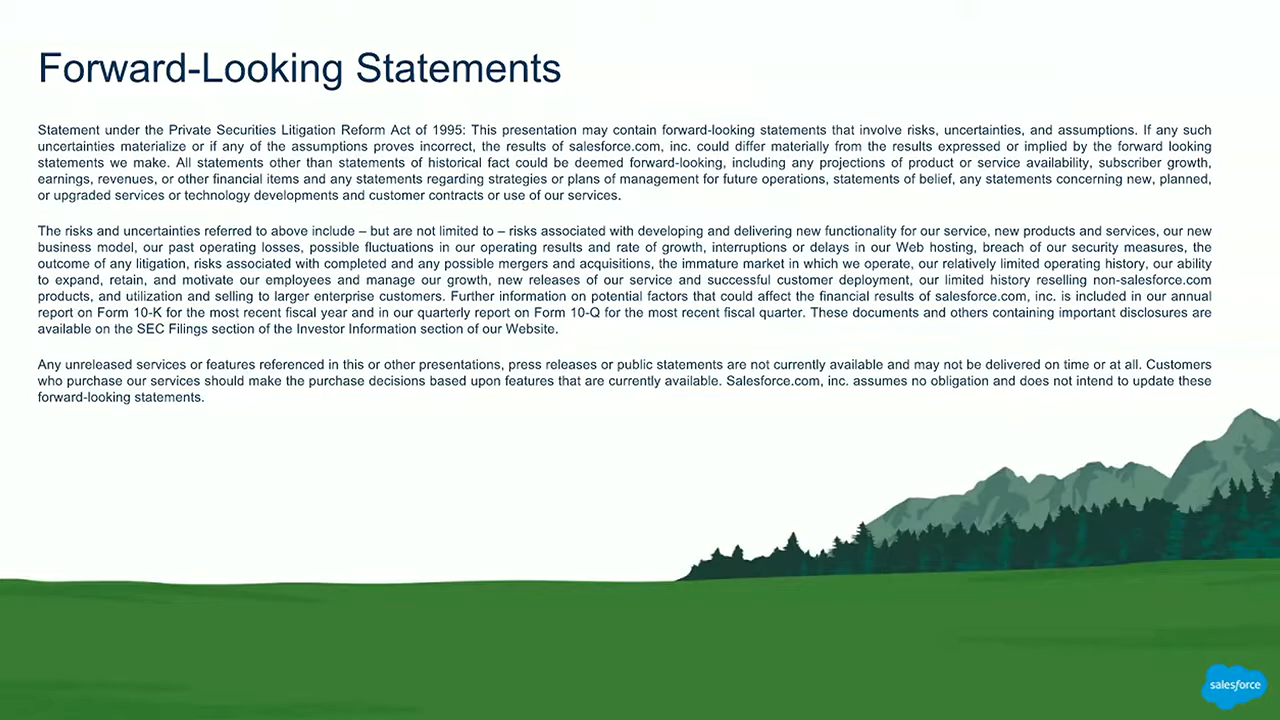 Forward-Looking Statements
Statement under the Private Securities Litigation Reform Act of 1995: This presentation may contain forward-looking statements that involve risks, uncertainties, and assumptions. If any such
uncertainties materialize or if any of the assumptions proves incorrect, the results of salesforce.com, inc. could differ materially from the results expressed or implied by the forward looking
statements we make. All statements other than statements of historical fact could be deemed forward-looking, including any projections of product or service availability, subscriber growth,
earnings, revenues, or other financial items and any statements regarding strategies or plans of management for future operations, statements of belief, any statements concerning new, planned,
or upgraded services or technology developments and customer contracts or use of our services.
The risks and uncertainties referred to above include – but are not limited to – risks associated with developing and delivering new functionality for our service, new products and services, our new
business model, our past operating losses, possible fluctuations in our operating results and rate of growth, interruptions or delays in our Web hosting, breach of our security measures, the
outcome of any litigation, risks associated with completed and any possible mergers and acquisitions, the immature market in which we operate, our relatively limited operating history, our ability
to expand, retain, and motivate our employees and manage our growth, new releases of our service and successful customer deployment, our limited history reselling non-salesforce.com
products, and utilization and selling to larger enterprise customers. Further information on potential factors that could affect the financial results of salesforce.com, inc. is included in our annual
report on Form 10-K for the most recent fiscal year and in our quarterly report on Form 10-Q for the most recent fiscal quarter. These documents and others containing important disclosures are
available on the SEC Filings section of the Investor Information section of our Website.
Any unreleased services or features referenced in this or other presentations, press releases or public statements are not currently available and may not be delivered on time or at all. Customers
who purchase our services should make the purchase decisions based upon features that are currently available. Salesforce.com, inc. assumes no obligation and does not intend to update these
forward-looking statements.
salesforce